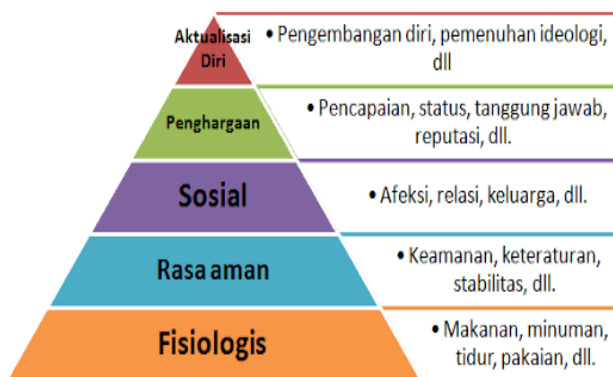 Aktualisasi
Diri
• Pengembangan diri, pemenuhan ideologi,
dll
Penghargaan
• Pencapaian, status, tanggung jawab,
reputasi, dll.
Sosial
• Afeksi, relasi, keluarga, dll.
Rasa aman
• Keamanan, keteraturan,
stabilitas, dll.
Fisiologis
• Makanan, minuman,
tidur, pakaian, dll.